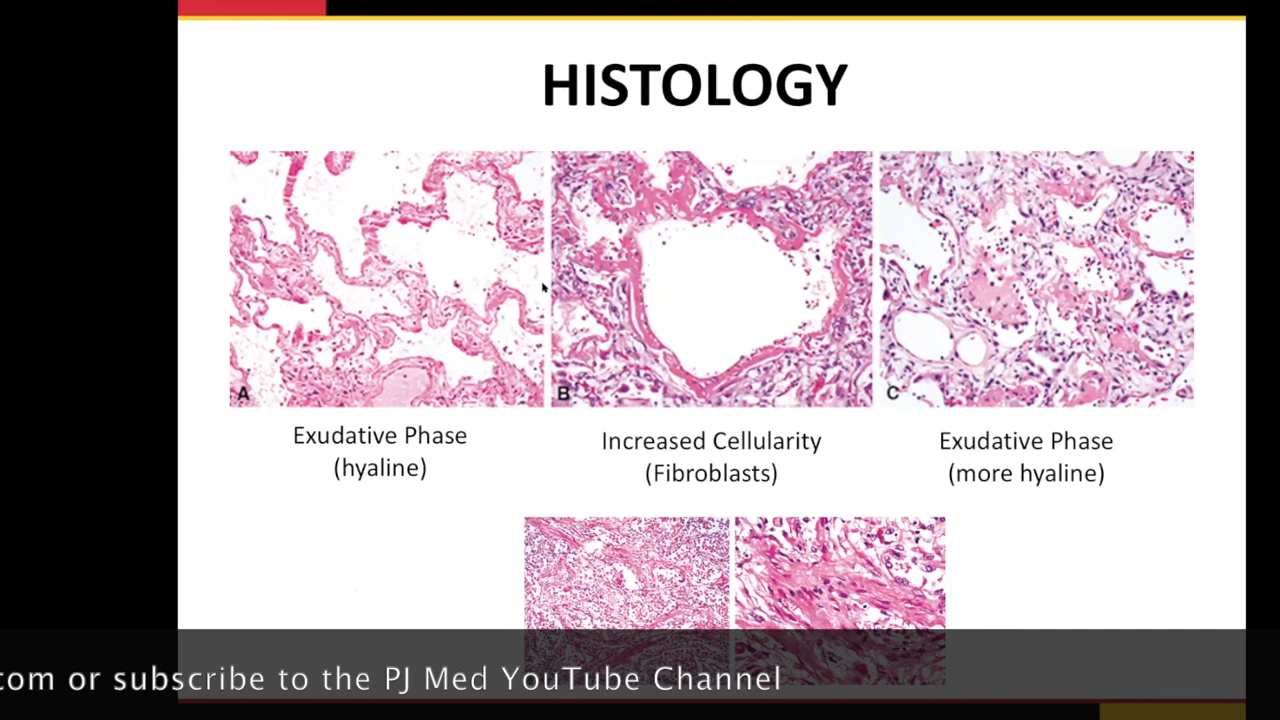 HISTOLOGY
A
B
C
Exudative Phase
(hyaline)
Increased Cellularity
(Fibroblasts)
Exudative Phase
(more hyaline)
com or subscribe to the PJ Med YouTube Channel